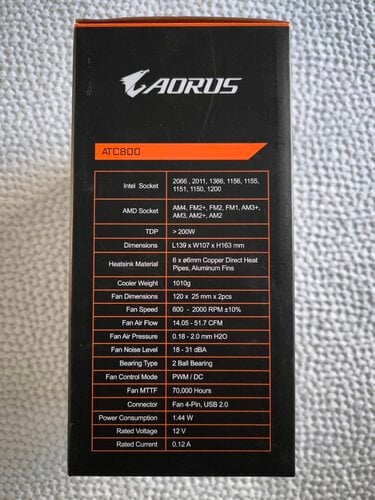 AORUS
ATC800
Intel Socket 2066 , 2011, 1366, 1156, 1155,
1151, 1150, 1200
AMD Socket AM4, FM2+, FM2, FM1, AM3+,
AM3, AM2+, AM2
TDP > 200W
Dimensions L139 x W107 x H163 mm
Heatsink Material 6 x ø6mm Copper Direct Heat
Pipes, Aluminum Fins
Cooler Weight 1010g
Fan Dimensions 120 x 25 mm x 2pcs
Fan Speed 600 - 2000 RPM ±10%
Fan Air Flow 14.05 - 51.7 CFM
Fan Air Pressure 0.18 - 2.0 mm H2O
Fan Noise Level 18 - 31 dBA
Bearing Type 2 Ball Bearing
Fan Control Mode PWM / DC
Fan MTTF 70,000 Hours
Connector Fan 4-Pin, USB 2.0
Power Consumption 1.44 W
Rated Voltage 12 V
Rated Current 0.12 A